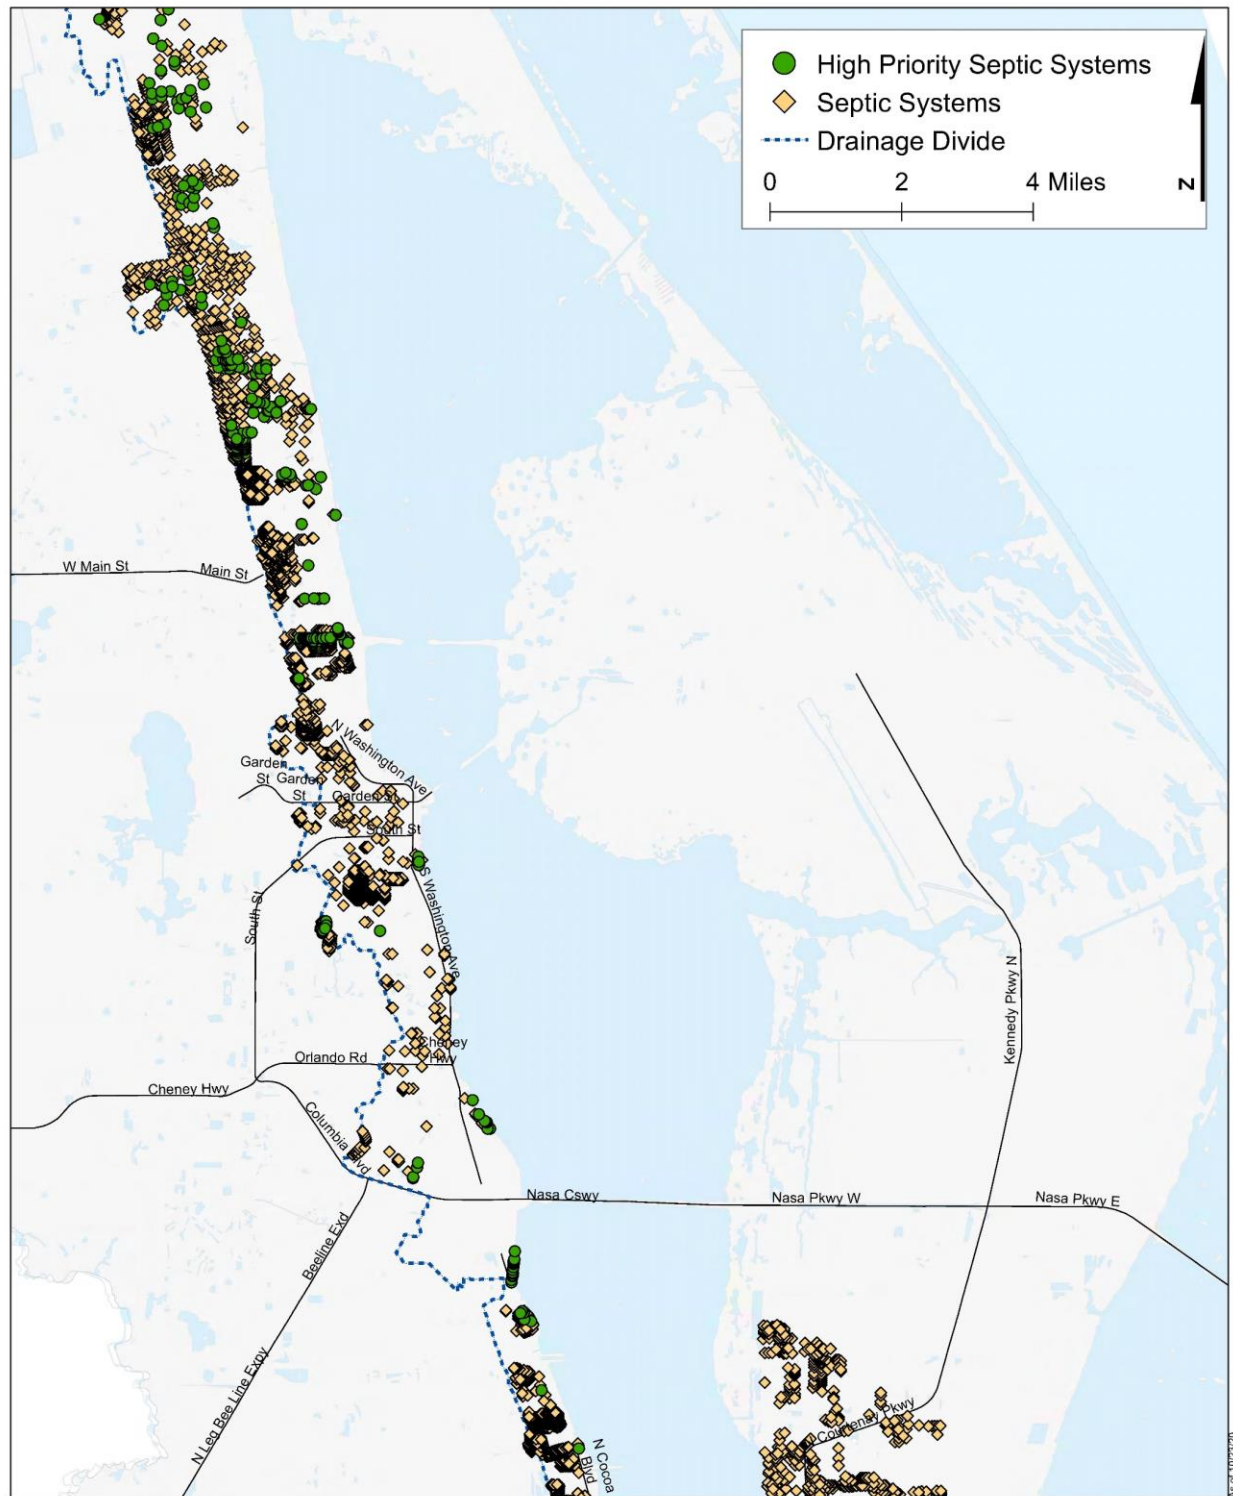 High Priority Septic Systems
Septic Systems
Drainage Divide
0 2 4 Miles
N
W Main St
Main St
N Washington Ave
Garden
St
Garden
St
Garden St
South St
S Washington Ave
South St
Kennedy Pkwy N
Cheney
Hwy
Orlando Rd
Cheney Hwy
Columbia Blvd
Nasa Cswy
Nasa Pkwy W
Nasa Pkwy E
Beeline Exd
N Leg Bee Line Expy
N Courtenay Pkwy
N Cocoa
Blvd